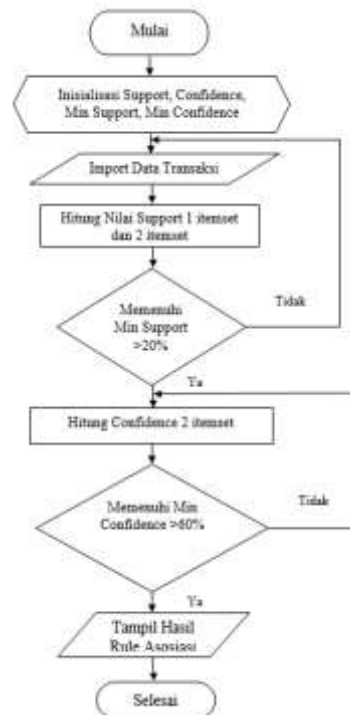 Mulai
Inisialisasi Support, Confidence,
Min Support, Min Confidence
Import Data Transaksi
Hitung Nilai Support 1 itemset
dan 2 itemset
Memenuhi
Min Support
>20%
Tidak
Ya
Hitung Confidence 2 itemset
Memenuhi Min
Confidence >60%
Tidak
Ya
Tampil Hasil
Rule Asosiasi
Selesai